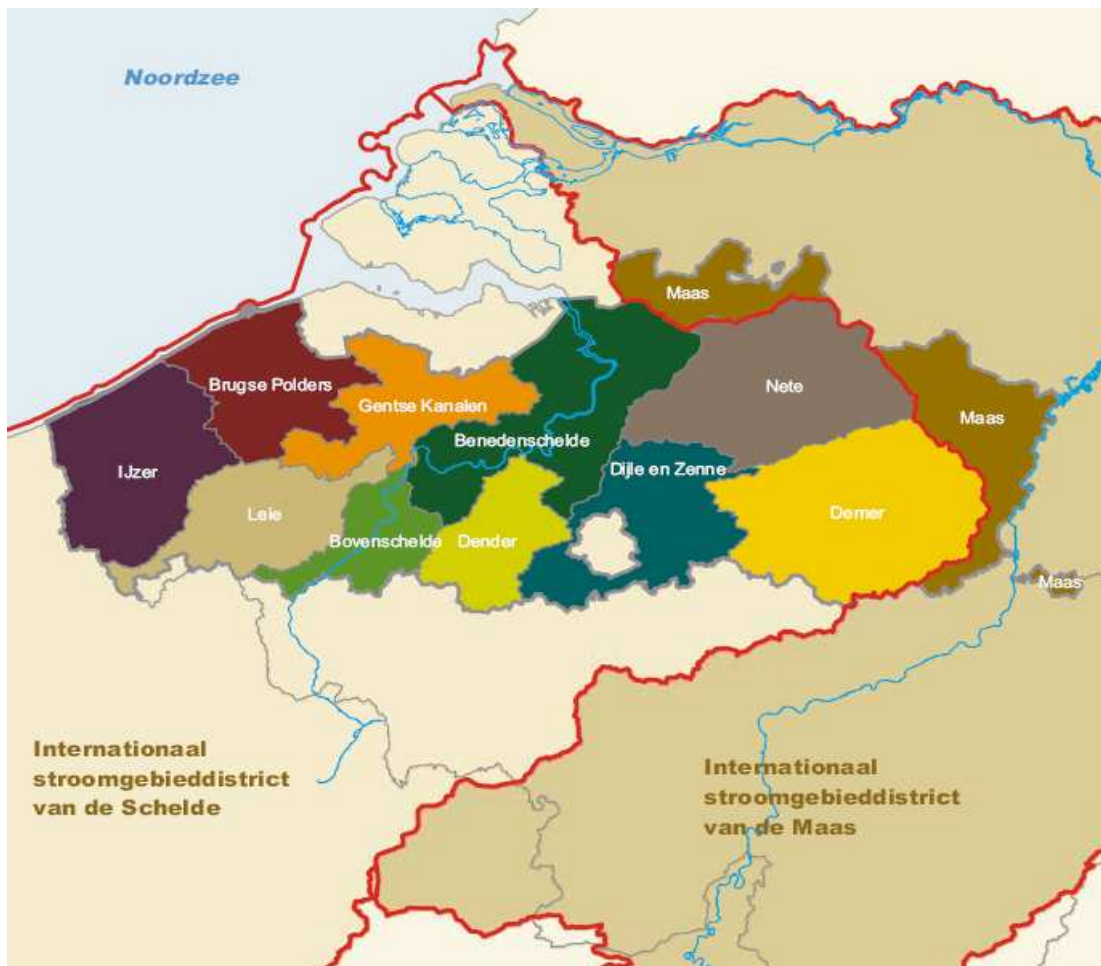 Noordzee
Maas
Brugse Polders
Nete
Gentse Kanalen
Maas
Benedenschelde
IJzer
Dijle en Zenne
Leie
Demer
Bovenschelde
Dender
Maas
Internationaal
stroomgebieddistrict
van de Schelde
Internationaal
stroomgebieddistrict
van de Maas